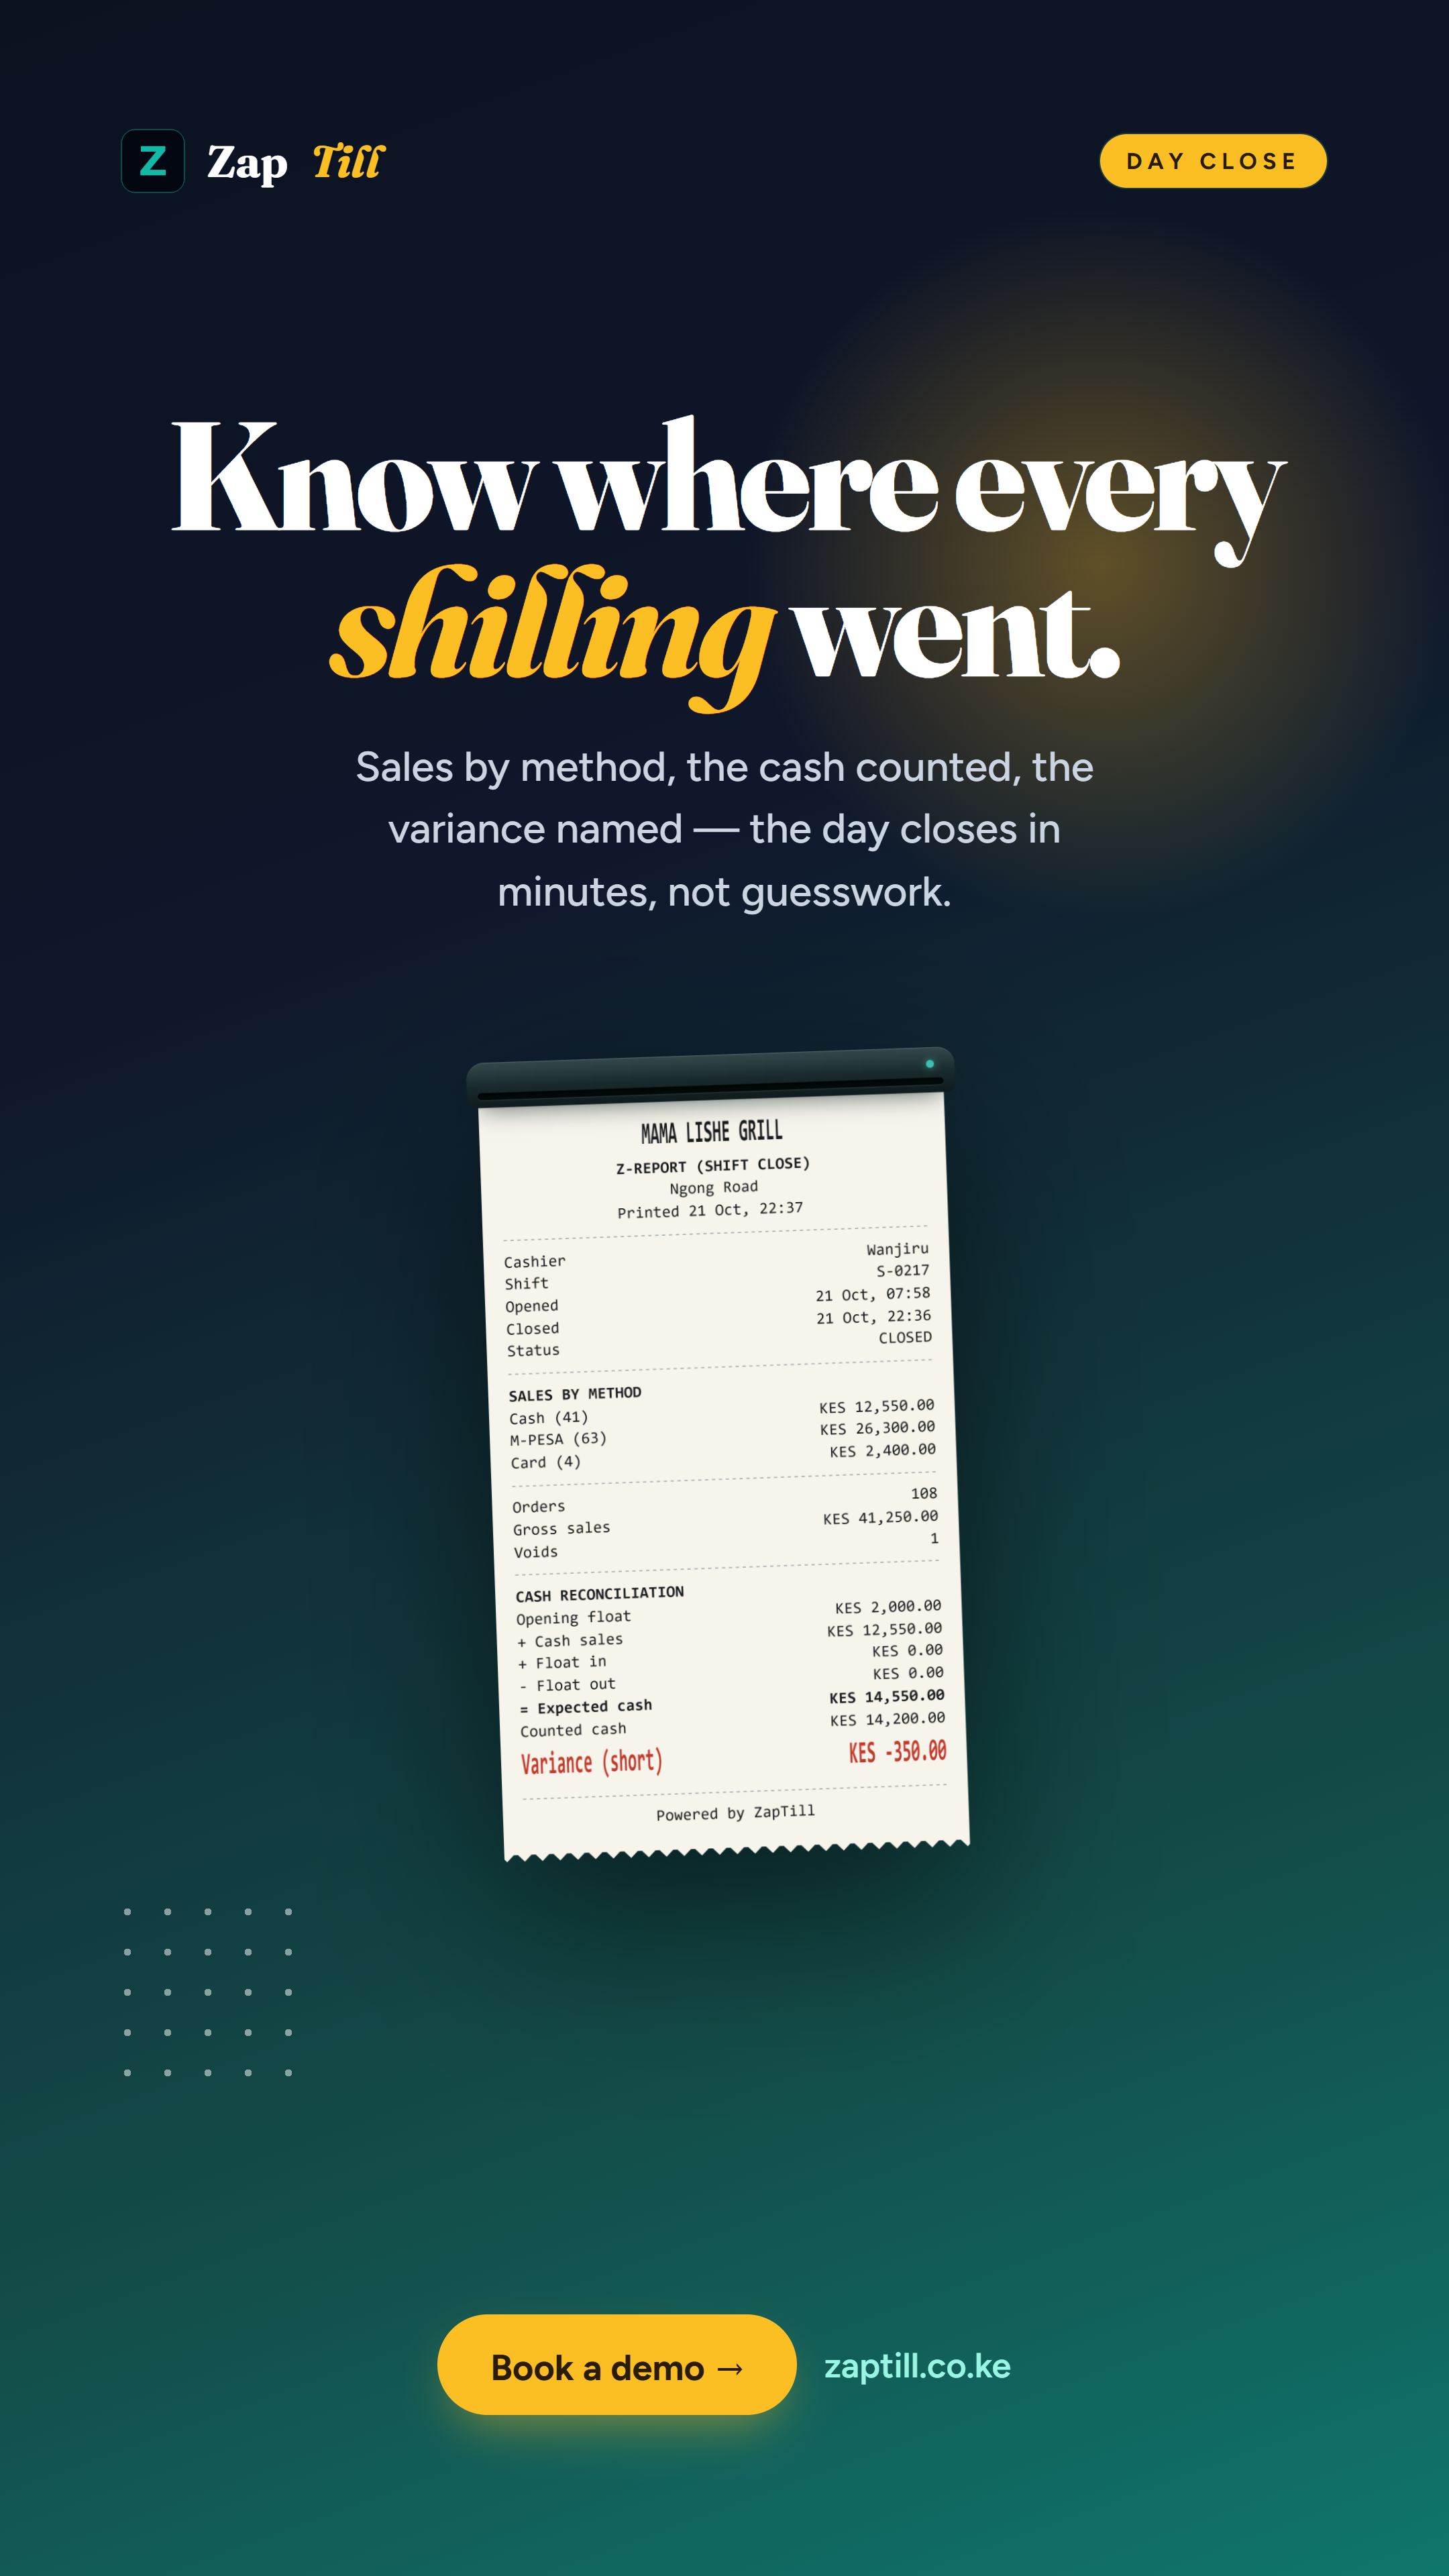 Z Zap Till
DAY CLOSE
Know where every
shilling went.
Sales by method, the cash counted, the
variance named — the day closes in
minutes, not guesswork.
MAMA LISHE GRILL
Z-REPORT (SHIFT CLOSE)
Ngong Road
Printed 21 Oct, 22:37
Cashier Wanjiru
Shift S-0217
Opened 21 Oct, 07:58
Closed 21 Oct, 22:36
Status CLOSED
SALES BY METHOD
Cash (41) KES 12,550.00
M-PESA (63) KES 26,300.00
Card (4) KES 2,400.00
Orders 108
Gross sales KES 41,250.00
Voids 1
CASH RECONCILIATION
Opening float KES 2,000.00
+ Cash sales KES 12,550.00
+ Float in KES 0.00
- Float out KES 0.00
= Expected cash KES 14,550.00
Counted cash KES 14,200.00
Variance (short) KES -350.00
Powered by ZapTill
Book a demo →
zaptill.co.ke